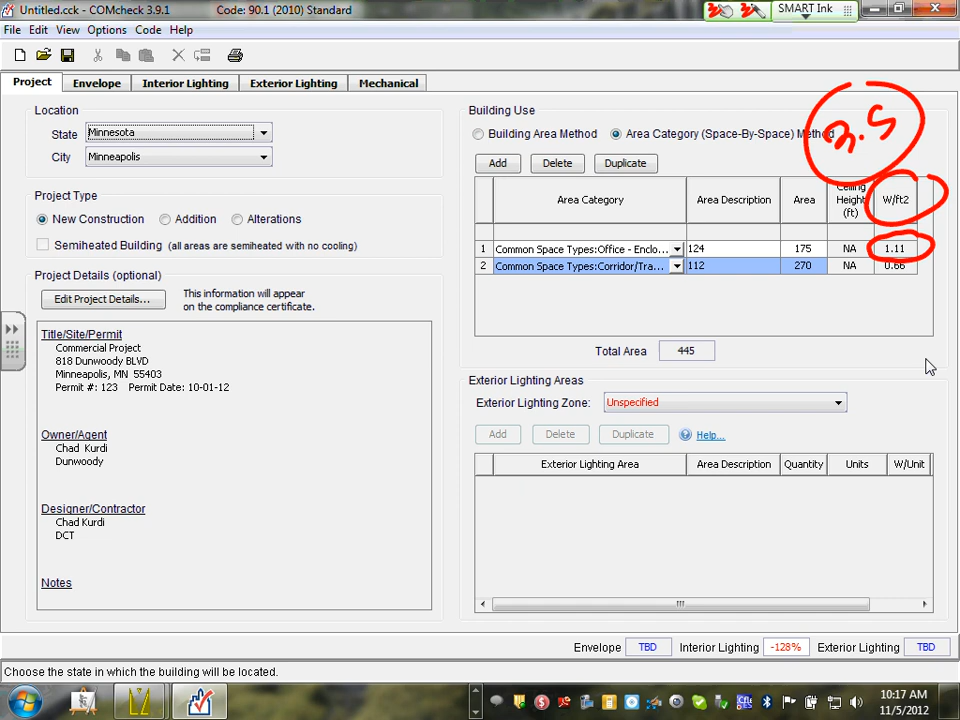 Untitled.cck - COMcheck 3.9.1 Code: 90.1 (2010) Standard
SMART Ink
File Edit View Options Code Help
Project Envelope Interior Lighting Exterior Lighting Mechanical
Location
State Minnesota
City Minneapolis
Project Type
New Construction Addition Alterations
Semiheated Building (all areas are semiheated with no cooling)
Project Details (optional)
Edit Project Details...
This information will appear
on the compliance certificate.
Title/Site/Permit
Commercial Project
818 Dunwoody BLVD
Minneapolis, MN 55403
Permit #: 123 Permit Date: 10-01-12
Owner/Agent
Chad Kurdi
Dunwoody
Designer/Contractor
Chad Kurdi
DCT
Notes
Building Use
Building Area Method Area Category (Space-By-Space) Method
3.5
Add Delete Duplicate
Area Category Area Description Area Ceiling Height (ft) W/ft2
1 Common Space Types:Office - Enclo... 124 175 NA 1.11
2 Common Space Types:Corridor/Tra... 112 270 NA 0.66
Total Area 445
Exterior Lighting Areas
Exterior Lighting Zone: Unspecified
Add Delete Duplicate Help...
Exterior Lighting Area Area Description Quantity Units W/Unit
Envelope TBD Interior Lighting -128% Exterior Lighting TBD
Choose the state in which the building will be located.
10:17 AM
11/5/2012